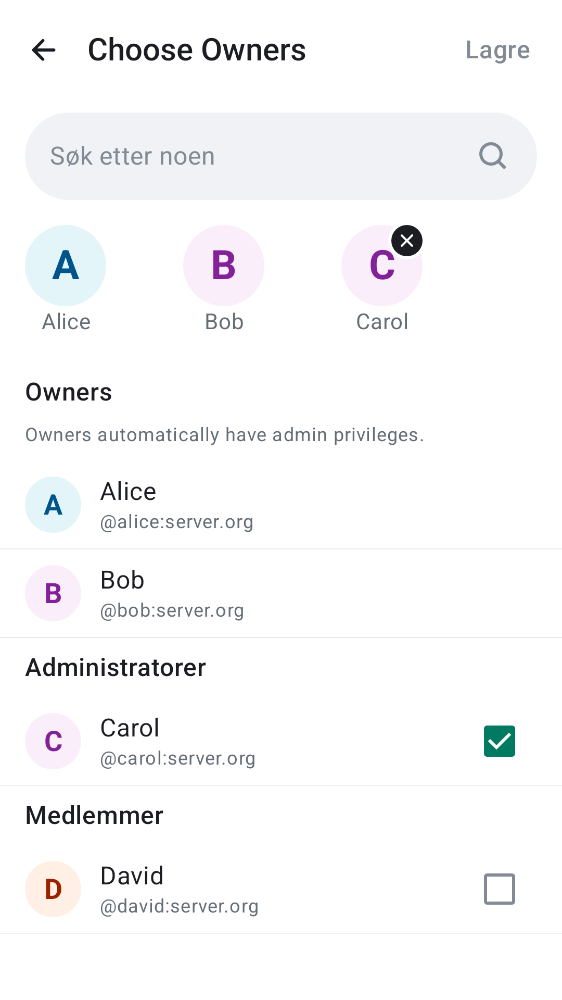 Choose Owners
Lagre
Søk etter noen
A
B
C
Alice
Bob
Carol
Owners
Owners automatically have admin privileges.
A
Alice
@alice:server.org
B
Bob
@bob:server.org
Administratorer
C
Carol
@carol:server.org
Medlemmer
D
David
@david:server.org